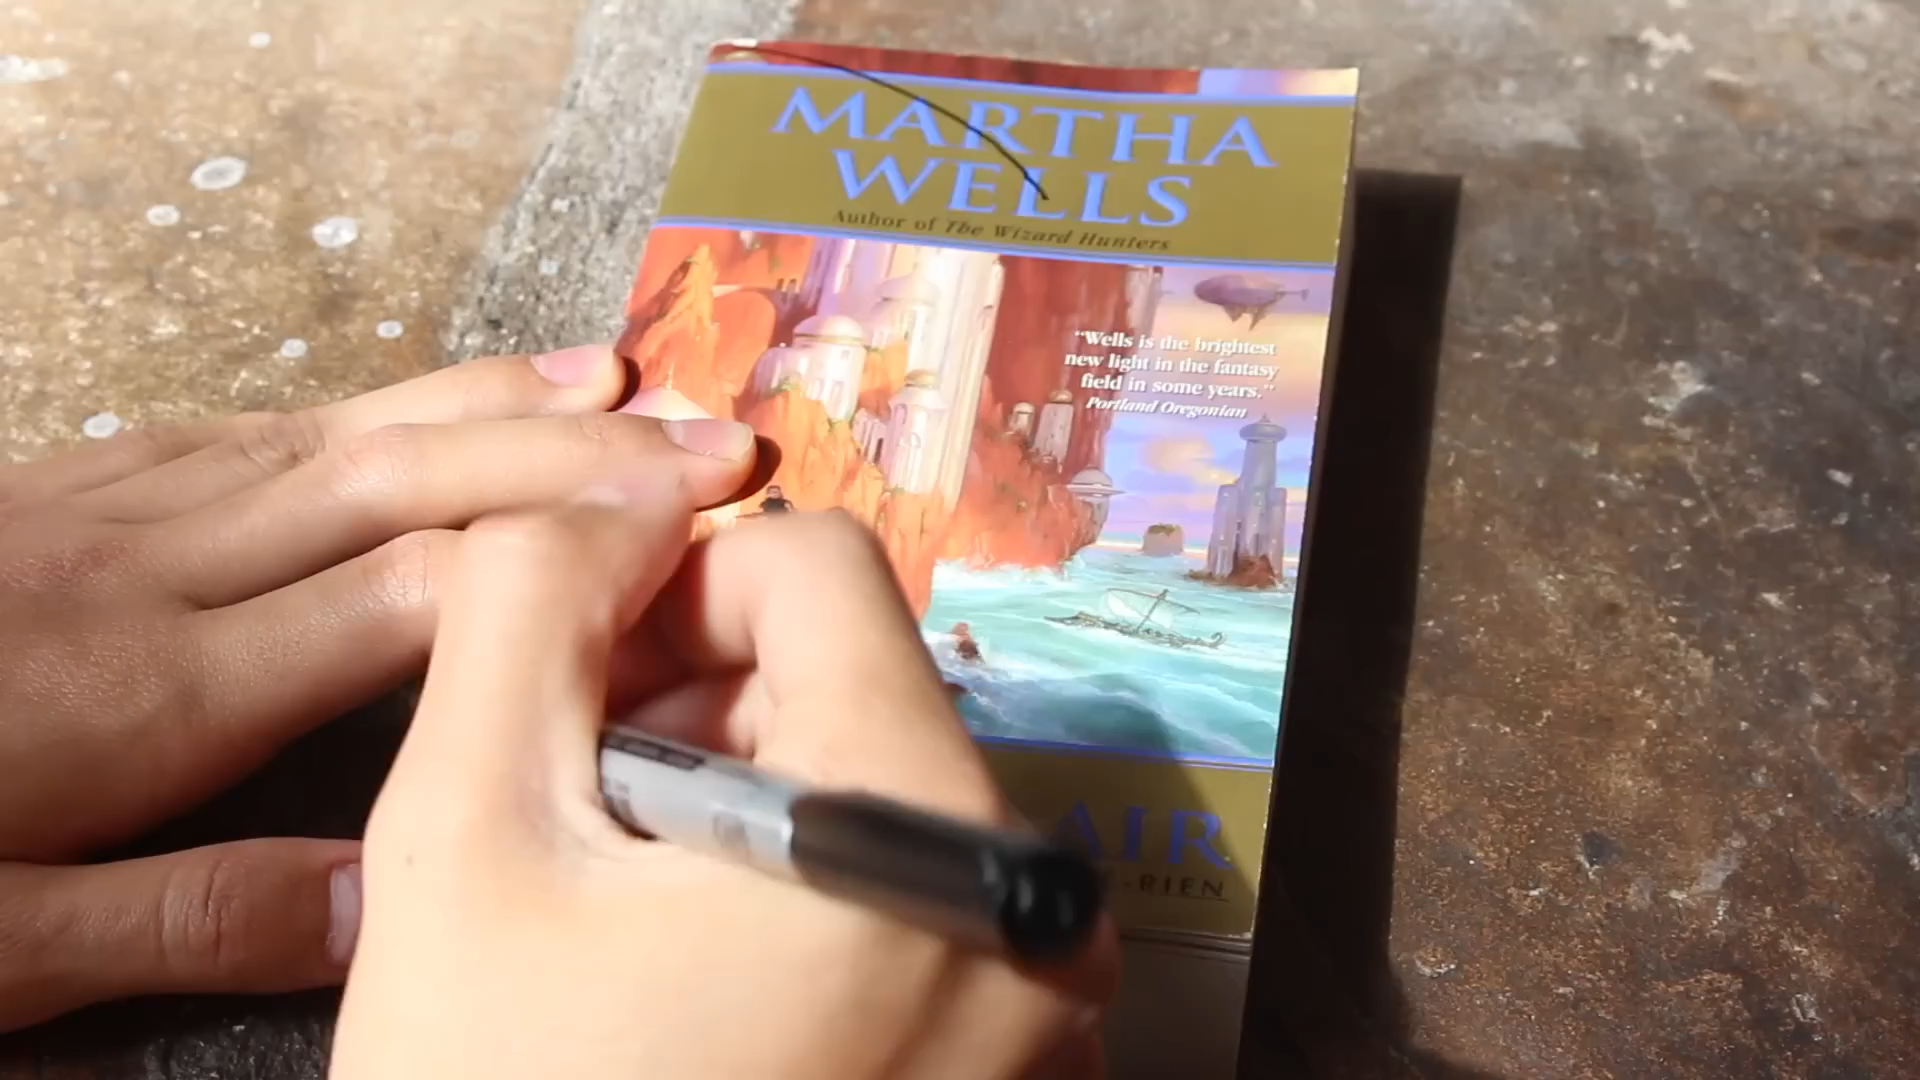 MARTHA
WELLS
Author of The Wizard Hunters
“Wells is the brightest
new light in the fantasy
field in some years.”
Portland Oregonian
AIR
-RIEN